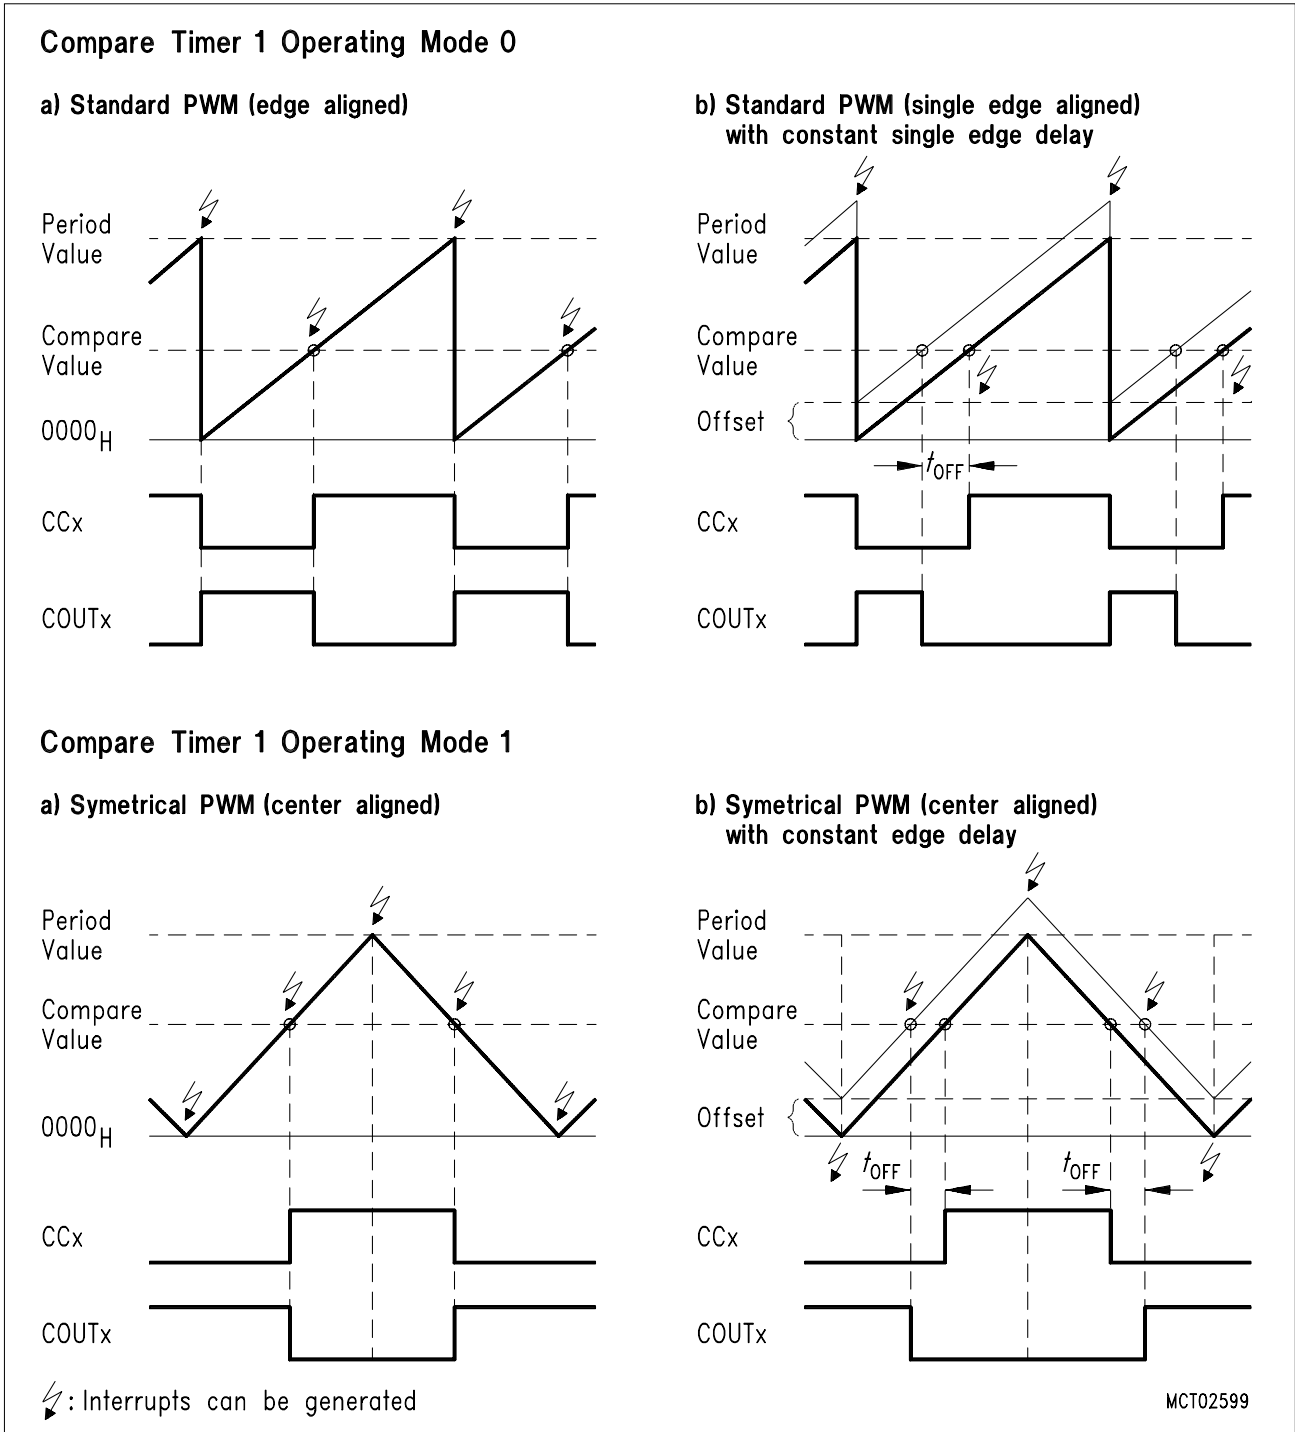 Compare Timer 1 Operating Mode 0
a) Standard PWM (edge aligned)
Period
Value
Compare
Value
0000H
CCx
COUTx
b) Standard PWM (single edge aligned)
with constant single edge delay
Period
Value
Compare
Value
Offset
tOFF
CCx
COUTx
Compare Timer 1 Operating Mode 1
a) Symetrical PWM (center aligned)
Period
Value
Compare
Value
0000H
CCx
COUTx
b) Symetrical PWM (center aligned)
with constant edge delay
Period
Value
Compare
Value
Offset
tOFF
tOFF
CCx
COUTx
: Interrupts can be generated
MCT02599